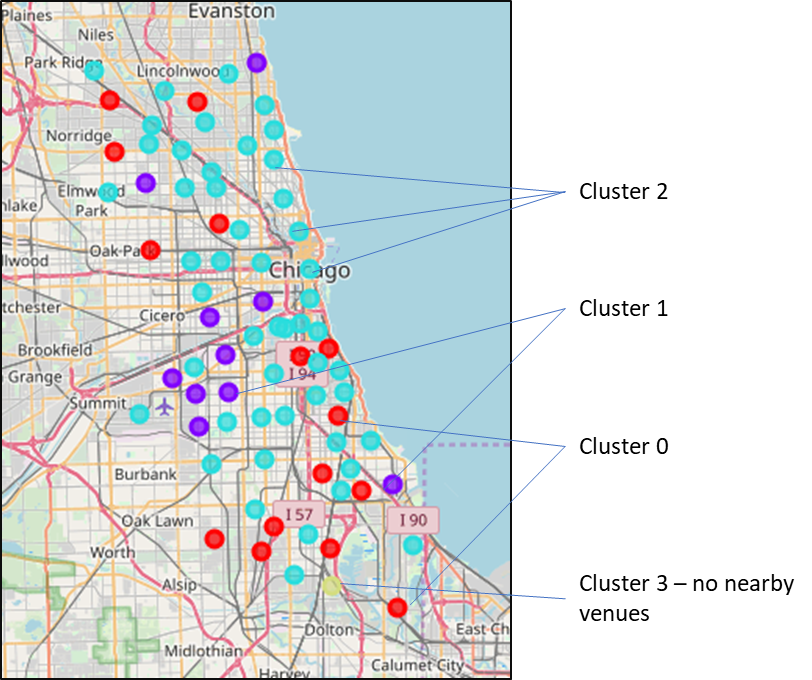 Evanston
Plaines
Niles
Park Ridge
Lincolnwood
Norridge
Elmwood
Park
nlake
Oak Park
llwood
Chicago
tchester
Cicero
Brookfield
I 94
n Grange
Summit
Burbank
I 57
I 90
Oak Lawn
Worth
Alsip
Dolton
East Ch
Midlothian
Calumet City
Harvey
Cluster 2
Cluster 1
Cluster 0
Cluster 3 – no nearby
venues